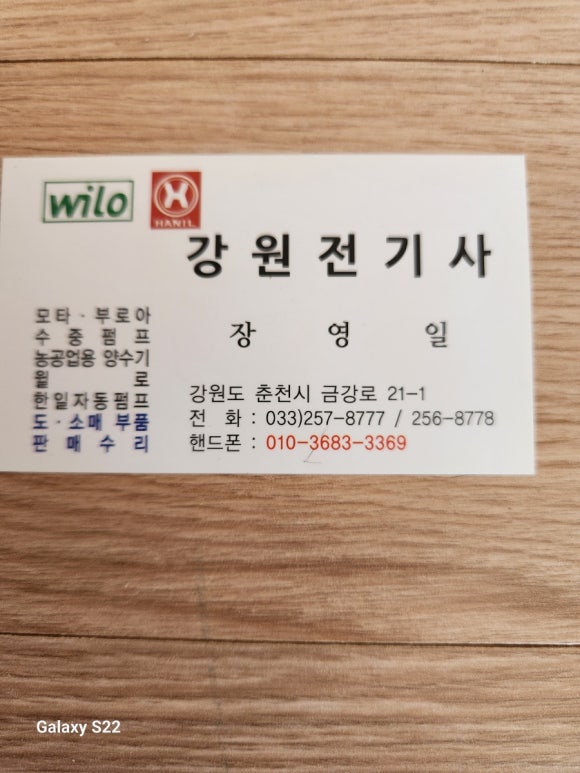 wilo
HANIL
강원전기사
장영일
모타·부로아
수중펌프
농공업용 양수기
윌로
한일자동펌프
도·소매 부품
판매수리
강원도 춘천시 금강로 21-1
전 화 : 033)257-8777 / 256-8778
핸드폰 : 010-3683-3369
Galaxy S22